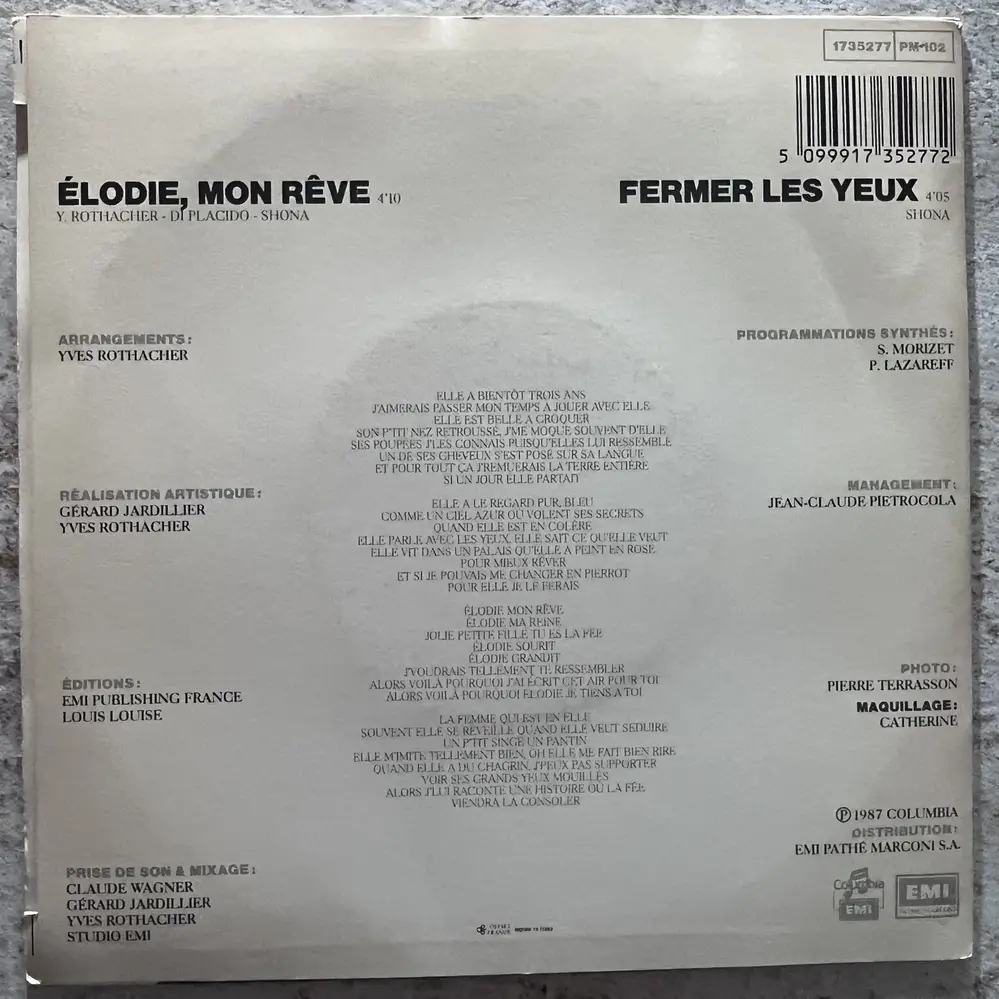 1735277 PM 102
5 099917 352772
ÉLODIE, MON RÊVE 4'10
Y. ROTHACHER - DI PLACIDO - SHONA
FERMER LES YEUX 4'05
SHONA
ARRANGEMENTS :
YVES ROTHACHER
PROGRAMMATIONS SYNTHÉS :
S. MORIZET
P. LAZAREFF
ELLE A BIENTÔT TROIS ANS
J'AIMERAIS PASSER MON TEMPS A JOUER AVEC ELLE
ELLE EST BELLE A CROQUER
SON P'TIT NEZ RETROUSSÉ, J'ME MOQUE SOUVENT D'ELLE
SES POUPÉES J'LES CONNAIS PUISQU'ELLES LUI RESSEMBLE
UN DE SES CHEVEUX S'EST POSÉ SUR SA LANGUE
ET POUR TOUT ÇA J'REMUERAIS LA TERRE ENTIÈRE
SI UN JOUR ELLE PARTAIT
ELLE A LE REGARD PUR, BLEU
COMME UN CIEL AZUR OÙ VOLENT SES SECRETS
QUAND ELLE EST EN COLÈRE
ELLE PARLE AVEC LES YEUX, ELLE SAIT CE QU'ELLE VEUT
ELLE VIT DANS UN PALAIS QU'ELLE A PEINT EN ROSE
POUR MIEUX RÊVER
ET SI JE POUVAIS ME CHANGER EN PIERROT
POUR ELLE JE LE FERAIS
ÉLODIE MON RÊVE
ÉLODIE MA REINE
JOLIE PETITE FILLE TU ES LA FÉE
ÉLODIE SOURIT
ÉLODIE GRANDIT
J'VOUDRAIS TELLEMENT TE RESSEMBLER
ALORS VOILÀ POURQUOI J'AI ÉCRIT CET AIR POUR TOI
ALORS VOILÀ POURQUOI ÉLODIE JE TIENS A TOI
LA FEMME QUI EST EN ELLE
SOUVENT ELLE SE RÉVEILLE QUAND ELLE VEUT SÉDUIRE
UN P'TIT SINGE UN PANTIN
ELLE M'IMITE TELLEMENT BIEN, OH ELLE ME FAIT BIEN RIRE
QUAND ELLE A DU CHAGRIN, J'PEUX PAS SUPPORTER
VOIR SES GRANDS YEUX MOUILLÉS
ALORS J'LUI RACONTE UNE HISTOIRE OÙ LA FÉE
VIENDRA LA CONSOLER
RÉALISATION ARTISTIQUE :
GÉRARD JARDILLIER
YVES ROTHACHER
MANAGEMENT :
JEAN-CLAUDE PIETROCOLA
ÉDITIONS :
EMI PUBLISHING FRANCE
LOUIS LOUISE
PHOTO :
PIERRE TERRASSON
MAQUILLAGE :
CATHERINE
℗ 1987 COLUMBIA
DISTRIBUTION :
EMI PATHÉ MARCONI S.A.
PRISE DE SON & MIXAGE :
CLAUDE WAGNER
GÉRARD JARDILLIER
YVES ROTHACHER
STUDIO EMI
Columbia
EMI
EMI
FRANCE